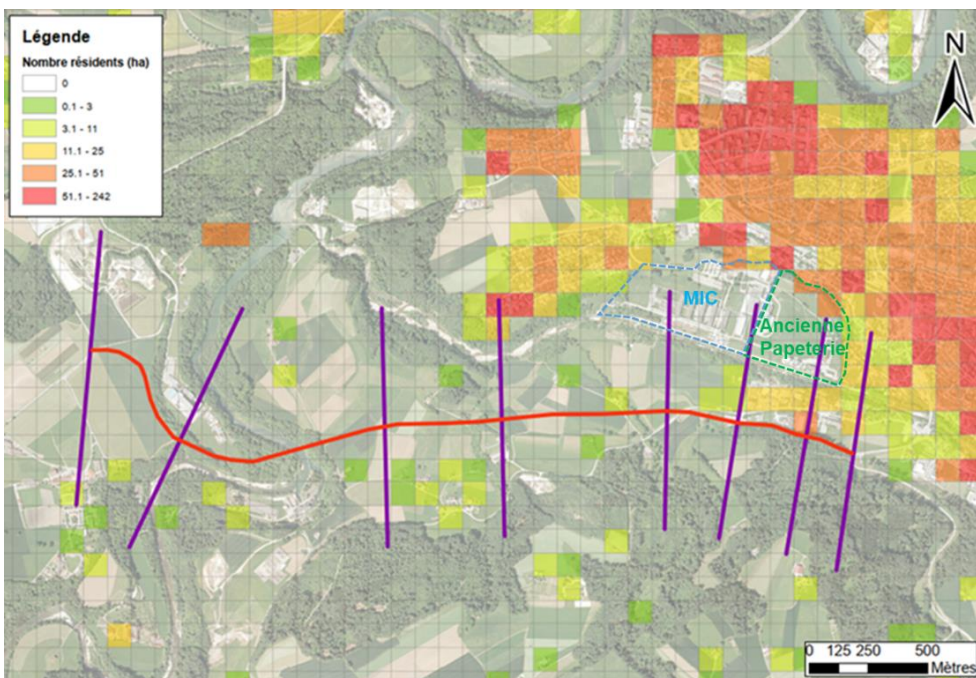 Légende
Nombre résidents (ha)
0
0.1 - 3
3.1 - 11
11.1 - 25
25.1 - 51
51.1 - 242
N
MIC
Ancienne
Papeterie
0 125 250 500
Mètres